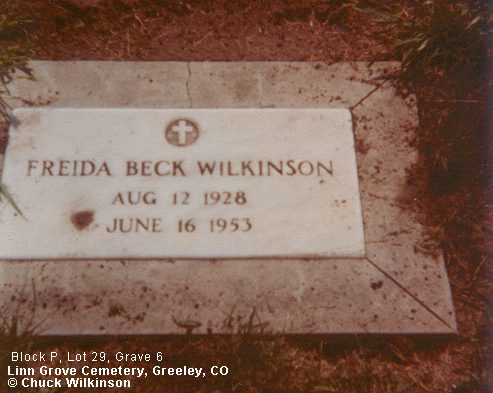 FREIDA BECK WILKINSON
AUG 12 1928
JUNE 16 1953
Block P, Lot 29, Grave 6
Linn Grove Cemetery, Greeley, CO
© Chuck Wilkinson